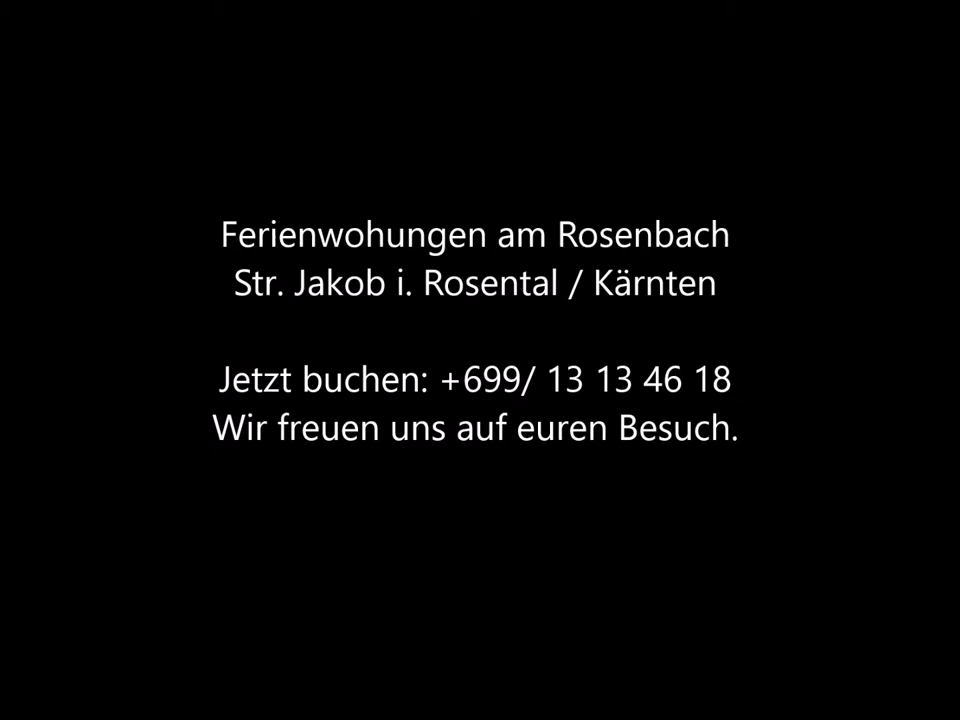 Ferienwohungen am Rosenbach
Str. Jakob i. Rosental / Kärnten
Jetzt buchen: +699/ 13 13 46 18
Wir freuen uns auf euren Besuch.